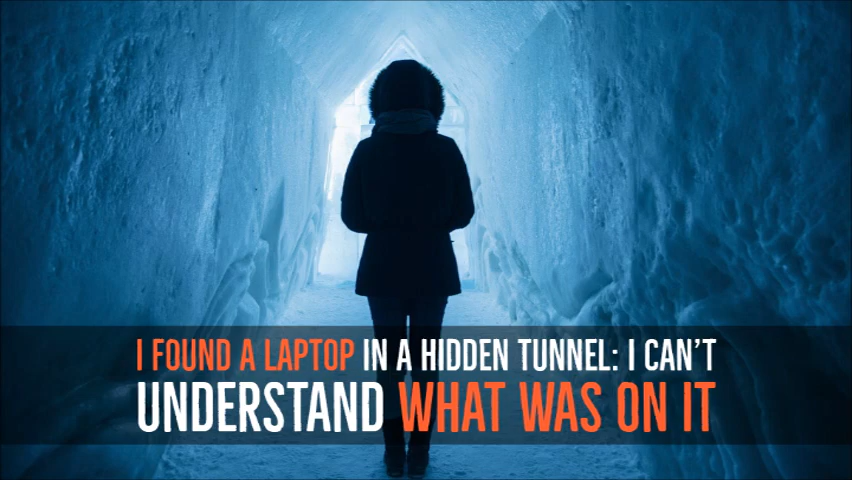 I FOUND A LAPTOP IN A HIDDEN TUNNEL: I CAN'T
UNDERSTAND WHAT WAS ON IT